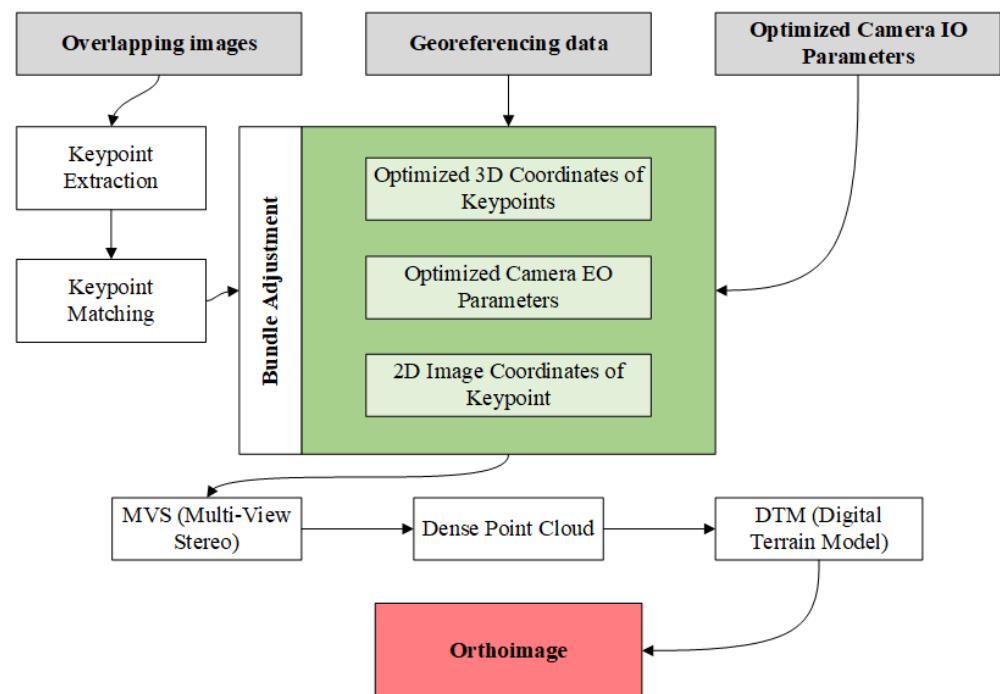 Overlapping images
Georeferencing data
Optimized Camera IO
Parameters
Keypoint
Extraction
Keypoint
Matching
Bundle Adjustment
Optimized 3D Coordinates of
Keypoints
Optimized Camera EO
Parameters
2D Image Coordinates of
Keypoint
MVS (Multi-View
Stereo)
Dense Point Cloud
DTM (Digital
Terrain Model)
Orthoimage